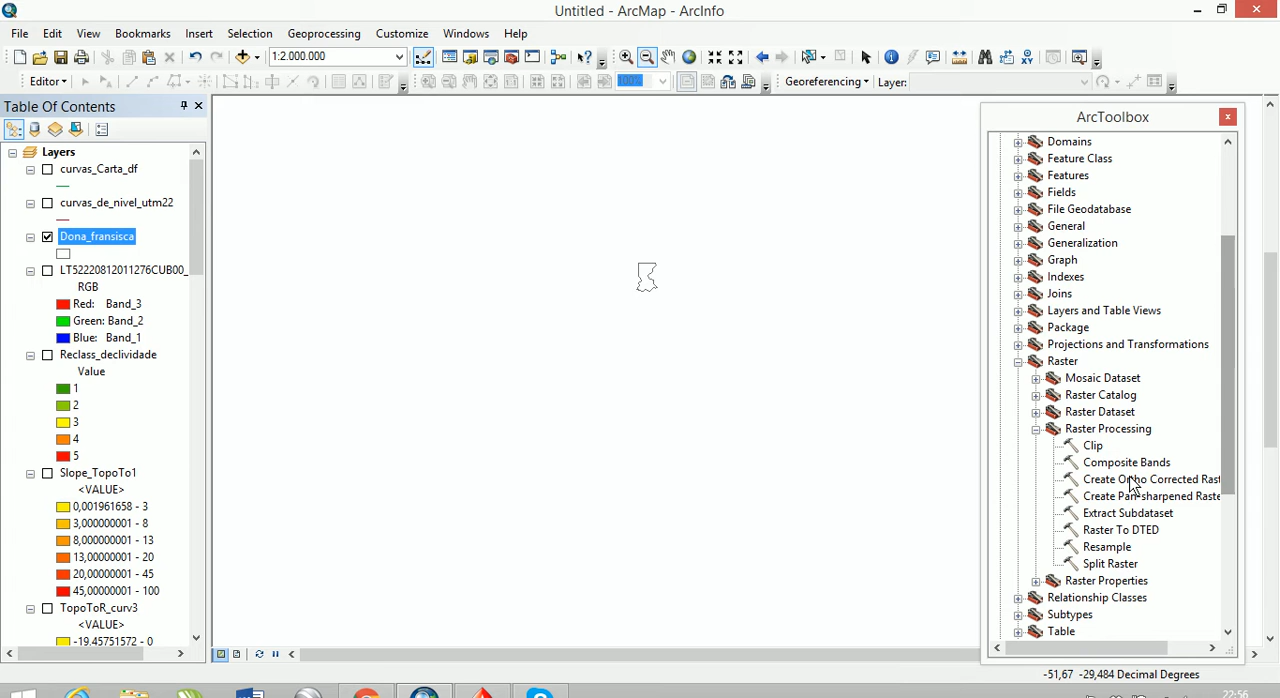 Untitled - ArcMap - ArcInfo
File Edit View Bookmarks Insert Selection Geoprocessing Customize Windows Help
1:2.000.000
Editor 100% Georeferencing Layer:
Table Of Contents
Layers
curvas_Carta_df
curvas_de_nivel_utm22
Dona_fransisca
LT52220812011276CUB00_
RGB
Red: Band_3
Green: Band_2
Blue: Band_1
Reclass_declividade
Value
1
2
3
4
5
Slope_TopoTo1
<VALUE>
0,001961658 - 3
3,000000001 - 8
8,000000001 - 13
13,00000001 - 20
20,00000001 - 45
45,00000001 - 100
TopoToR_curv3
<VALUE>
-19.45751572 - 0
ArcToolbox
Domains
Feature Class
Features
Fields
File Geodatabase
General
Generalization
Graph
Indexes
Joins
Layers and Table Views
Package
Projections and Transformations
Raster
Mosaic Dataset
Raster Catalog
Raster Dataset
Raster Processing
Clip
Composite Bands
Create Ortho Corrected Rast
Create Pan-sharpened Raste
Extract Subdataset
Raster To DTED
Resample
Split Raster
Raster Properties
Relationship Classes
Subtypes
Table
-51,67 -29,484 Decimal Degrees
22:56